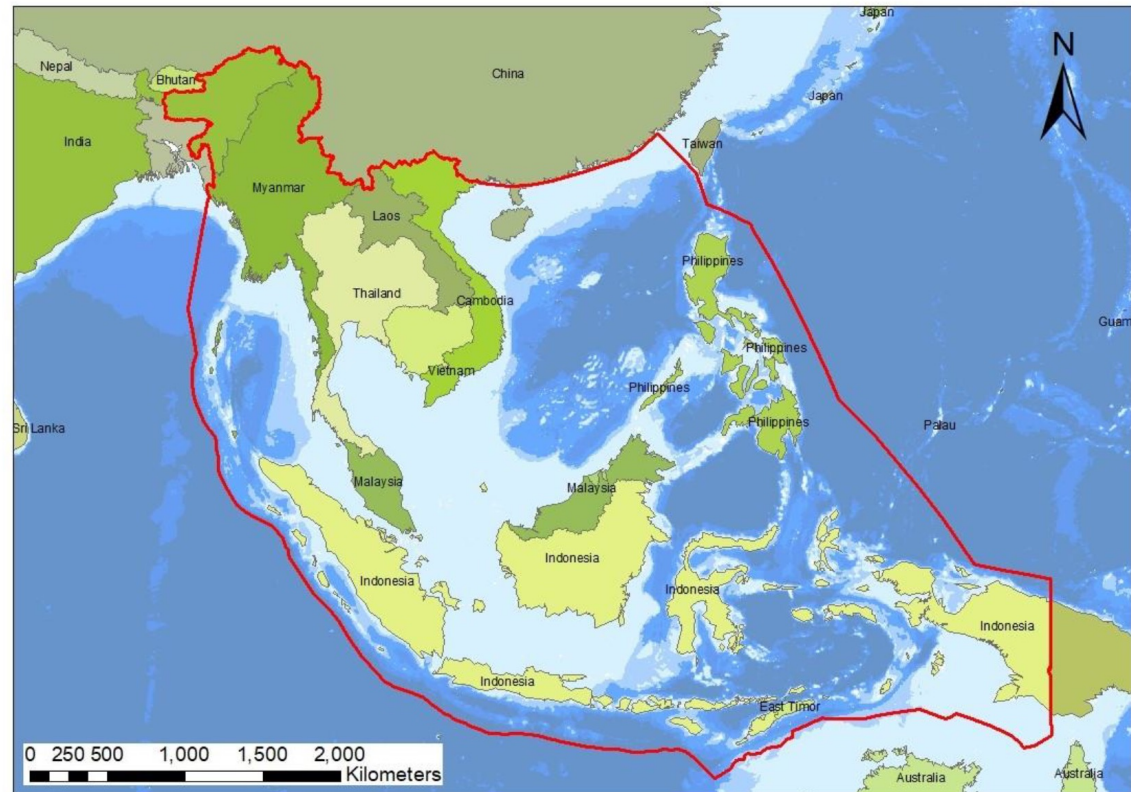 Japan
N
China
Nepal
Bhutan
Japan
India
Taiwan
Myanmar
Laos
Philippines
Thailand
Cambodia
Guam
Philippines
Vietnam
Philippines
Sri Lanka
Philippines
Palau
Malaysia
Malaysia
Indonesia
Indonesia
Indonesia
Indonesia
Indonesia
East Timor
0 250 500 1,000 1,500 2,000
Kilometers
Australia
Australia